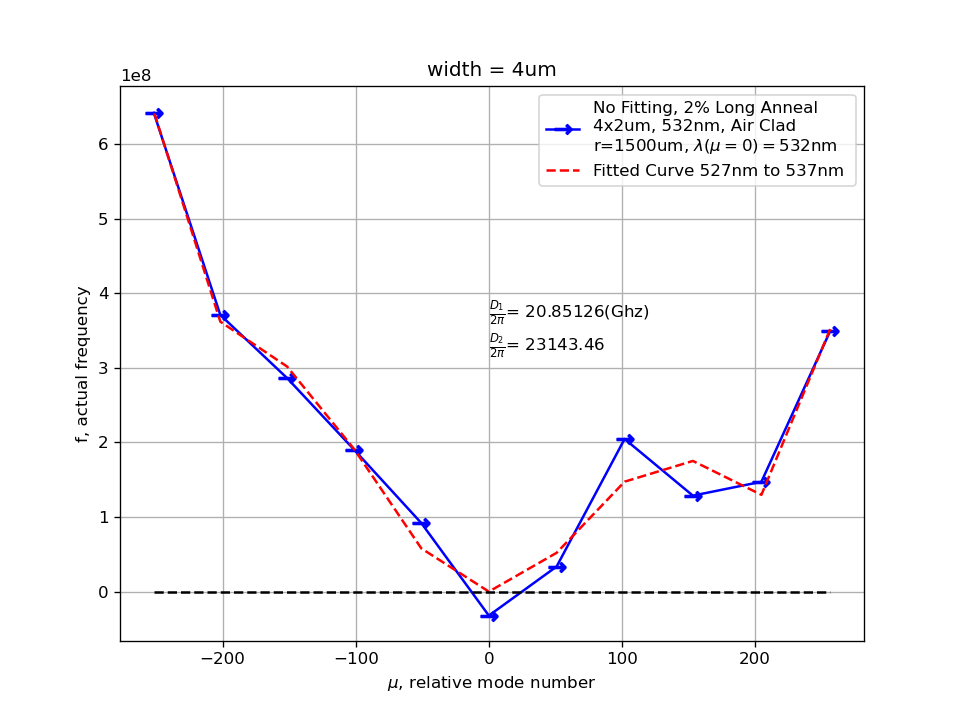 width = 4um
1e8
No Fitting, 2% Long Anneal
4x2um, 532nm, Air Clad
r=1500um, λ(μ = 0) = 532nm
Fitted Curve 527nm to 537nm
6
5
4
3
2
1
0
f, actual frequency
D₁/2π= 20.85126(Ghz)
D₂/2π= 23143.46
−200
−100
0
100
200
μ, relative mode number